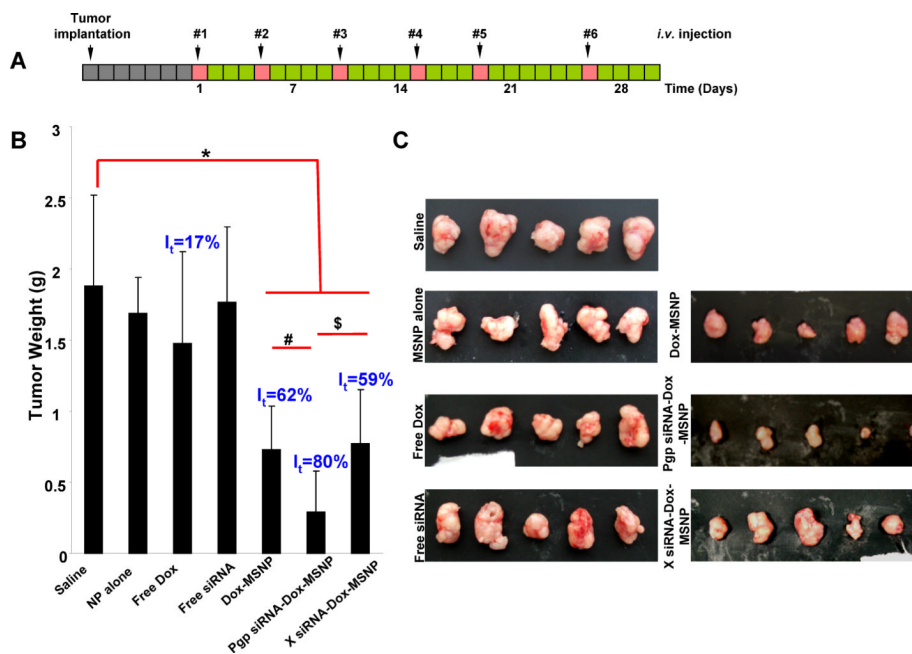 Tumor
implantation
#1 #2 #3 #4 #5 #6 i.v. injection
A
1 7 14 21 28 Time (Days)
B
Tumor Weight (g)
3
2.5
2
1.5
1
0.5
0
*
It=17%
#
$
It=62%
It=80%
It=59%
Saline
NP alone
Free Dox
Free siRNA
Dox-MSNP
Pgp siRNA-Dox-MSNP
X siRNA-Dox-MSNP
C
Saline
MSNP alone
Free Dox
Free siRNA
Dox-MSNP
Pgp siRNA-Dox
-MSNP
X siRNA-Dox-
MSNP